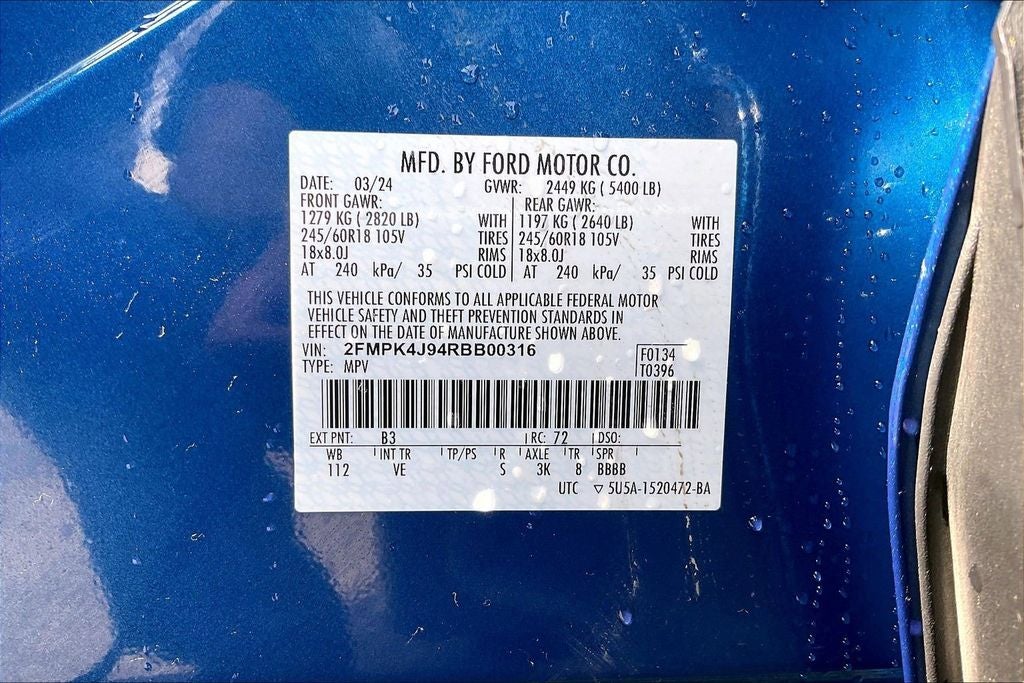 MFD. BY FORD MOTOR CO.
DATE: 03/24 GVWR: 2449 KG ( 5400 LB)
FRONT GAWR: REAR GAWR:
1279 KG ( 2820 LB) WITH 1197 KG ( 2640 LB) WITH
245/60R18 105V TIRES 245/60R18 105V TIRES
18x8.0J RIMS 18x8.0J RIMS
AT 240 kPa/ 35 PSI COLD AT 240 kPa/ 35 PSI COLD
THIS VEHICLE CONFORMS TO ALL APPLICABLE FEDERAL MOTOR
VEHICLE SAFETY AND THEFT PREVENTION STANDARDS IN
EFFECT ON THE DATE OF MANUFACTURE SHOWN ABOVE.
VIN: 2FMPK4J94RBB00316 F0134
TYPE: MPV T0396
EXT PNT: B3 RC: 72 DSO:
WB INT TR TP/PS R AXLE TR SPR
112 VE S 3K 8 BBBB
UTC ▽ 5U5A-1520472-BA